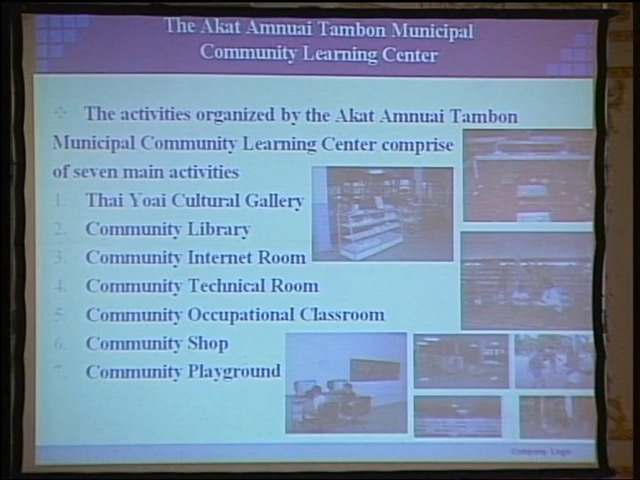 The Akat Amnuai Tambon Municipal
Community Learning Center
The activities organized by the Akat Amnuai Tambon
Municipal Community Learning Center comprise
of seven main activities
1. Thai Yoai Cultural Gallery
2. Community Library
3. Community Internet Room
4. Community Technical Room
5. Community Occupational Classroom
6. Community Shop
7. Community Playground
Company Logo